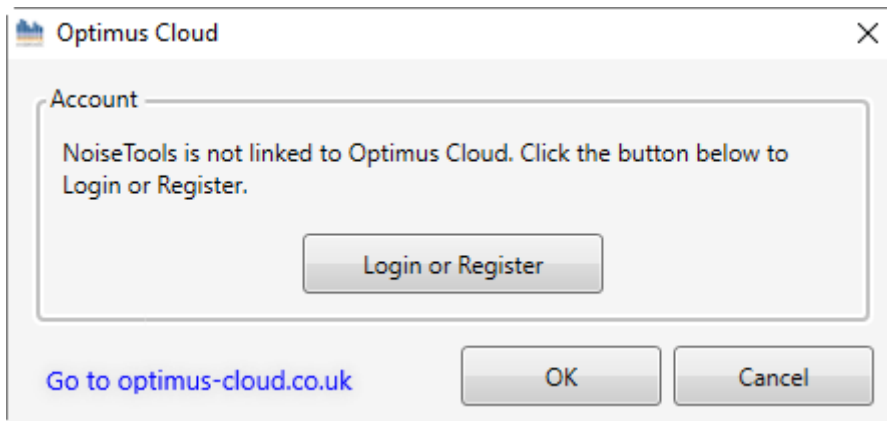 Optimus Cloud
Account
NoiseTools is not linked to Optimus Cloud. Click the button below to
Login or Register.
Login or Register
Go to optimus-cloud.co.uk
OK
Cancel